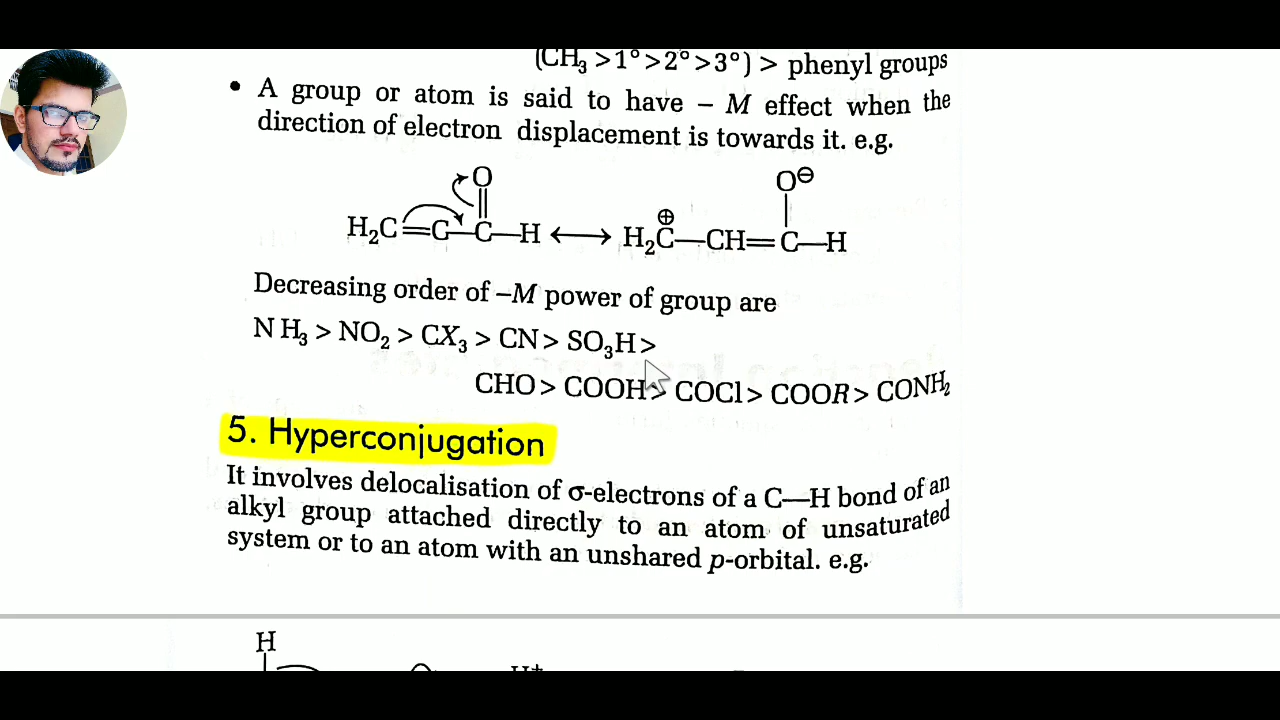 (CH₃ >1° >2° >3°) > phenyl groups
• A group or atom is said to have – M effect when the
direction of electron displacement is towards it. e.g.
O
H₂C=C—C—H ⟷ H₂C—CH=C—H
O⊖
⊕
Decreasing order of –M power of group are
N H₃ > NO₂ > CX₃ > CN > SO₃H >
CHO > COOH > COCl > COOR > CONH₂
5. Hyperconjugation
It involves delocalisation of σ-electrons of a C—H bond of an
alkyl group attached directly to an atom of unsaturated
system or to an atom with an unshared p-orbital. e.g.
H